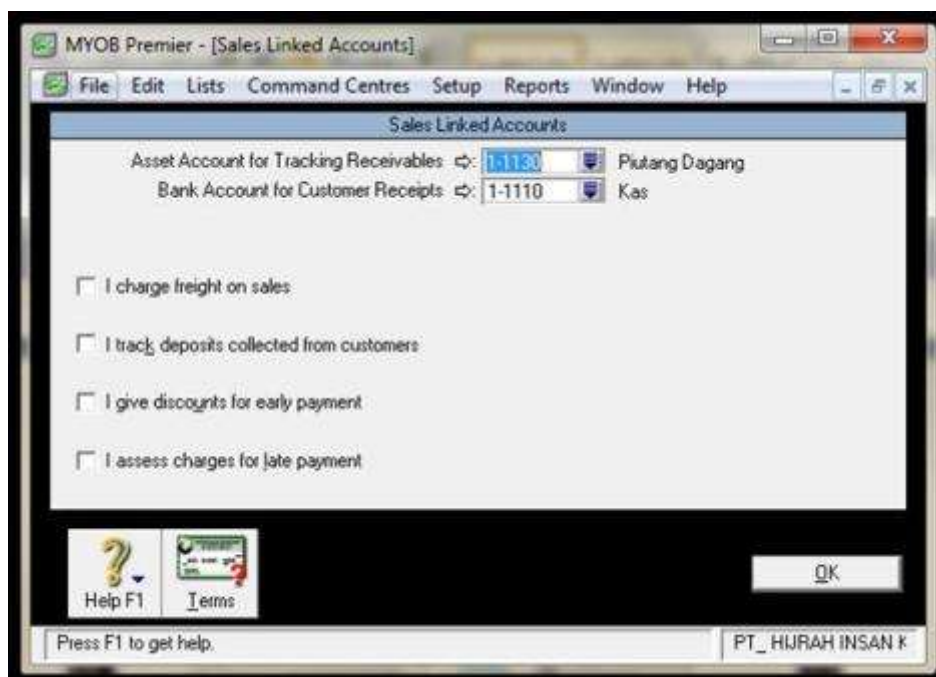 MYOB Premier - [Sales Linked Accounts]
File Edit Lists Command Centres Setup Reports Window Help
Sales Linked Accounts
Asset Account for Tracking Receivables ⇨: 1-1130 Piutang Dagang
Bank Account for Customer Receipts ⇨: 1-1110 Kas
I charge freight on sales
I track deposits collected from customers
I give discounts for early payment
I assess charges for late payment
Help F1 Terms
OK
Press F1 to get help. PT_ HIJRAH INSAN K